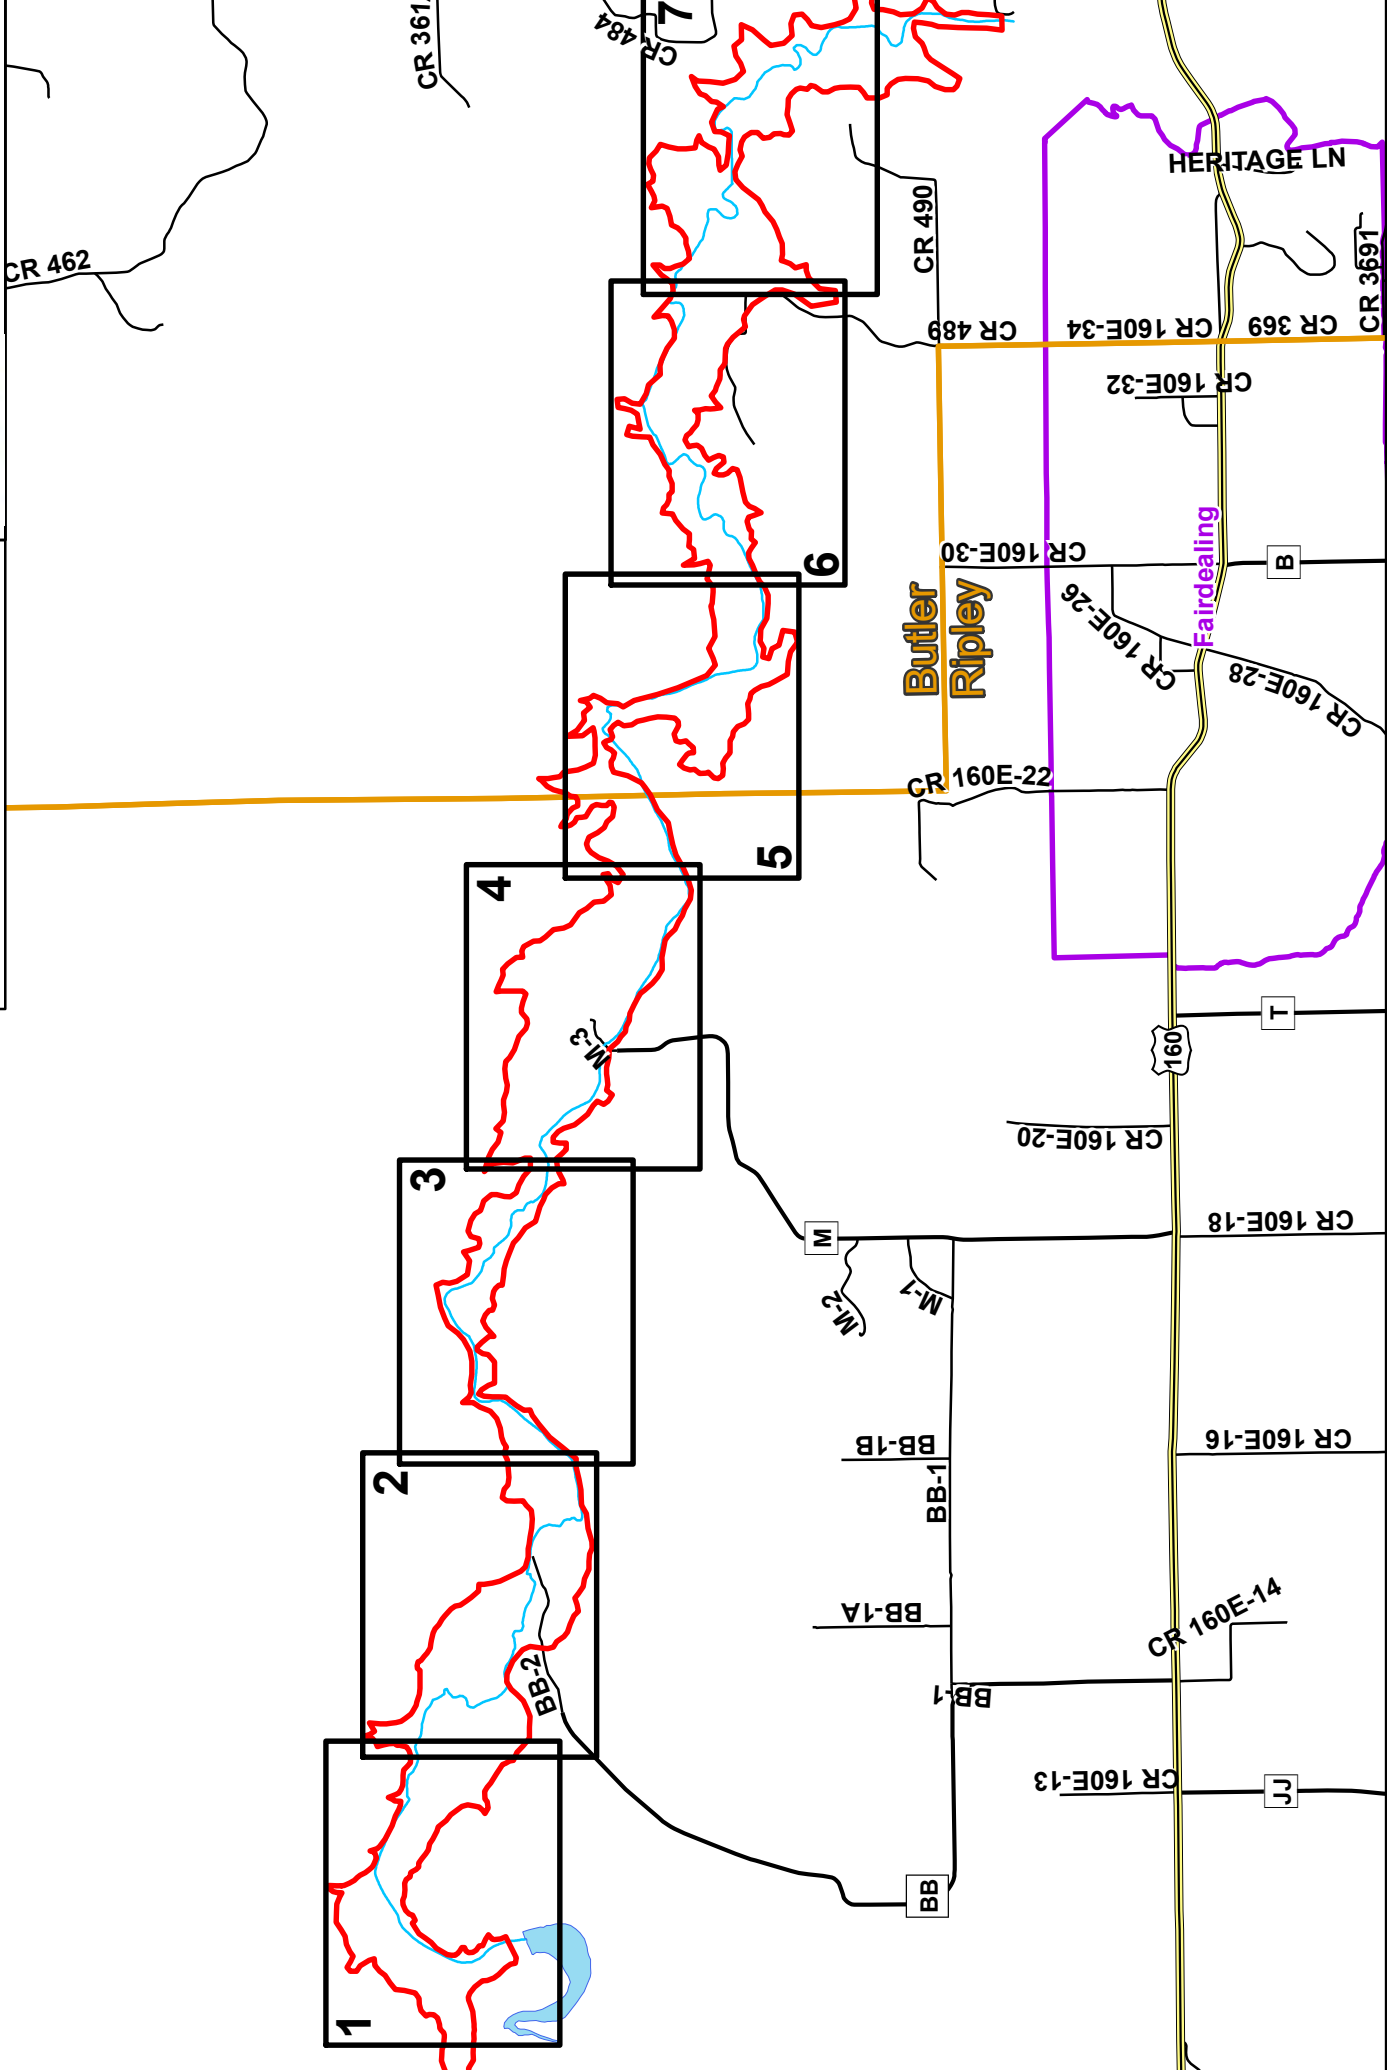 CR 361
CR 484
7
CR 462
HERITAGE LN
CR 490
CR 3691
CR 489
CR 160E-34
CR 369
CR 160E-32
6
CR 160E-30
Fairdealing
B
Butler
Ripley
CR 160E-26
CR 160E-28
CR 160E-22
5
4
T
M-3
160
CR 160E-20
3
M
CR 160E-18
M-2
M-1
BB-1B
CR 160E-16
2
BB-1
BB-1A
CR 160E-14
BB-2
BB-1
CR 160E-13
JJ
BB
1